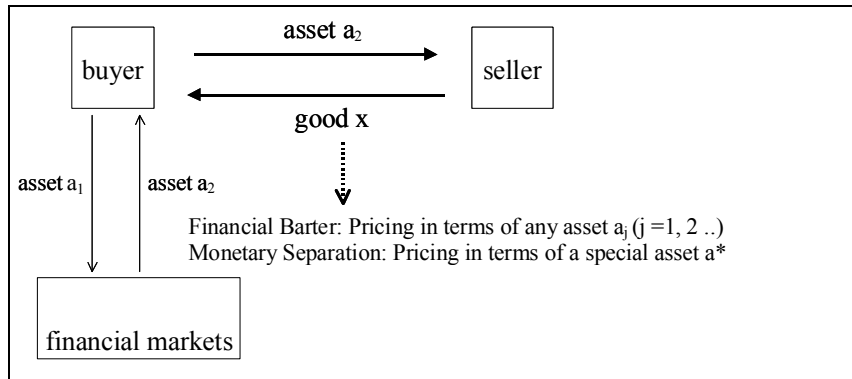 asset a₂
buyer
seller
good x
asset a₁
asset a₂
Financial Barter: Pricing in terms of any asset aⱼ (j =1, 2 ..)
Monetary Separation: Pricing in terms of a special asset a*
financial markets